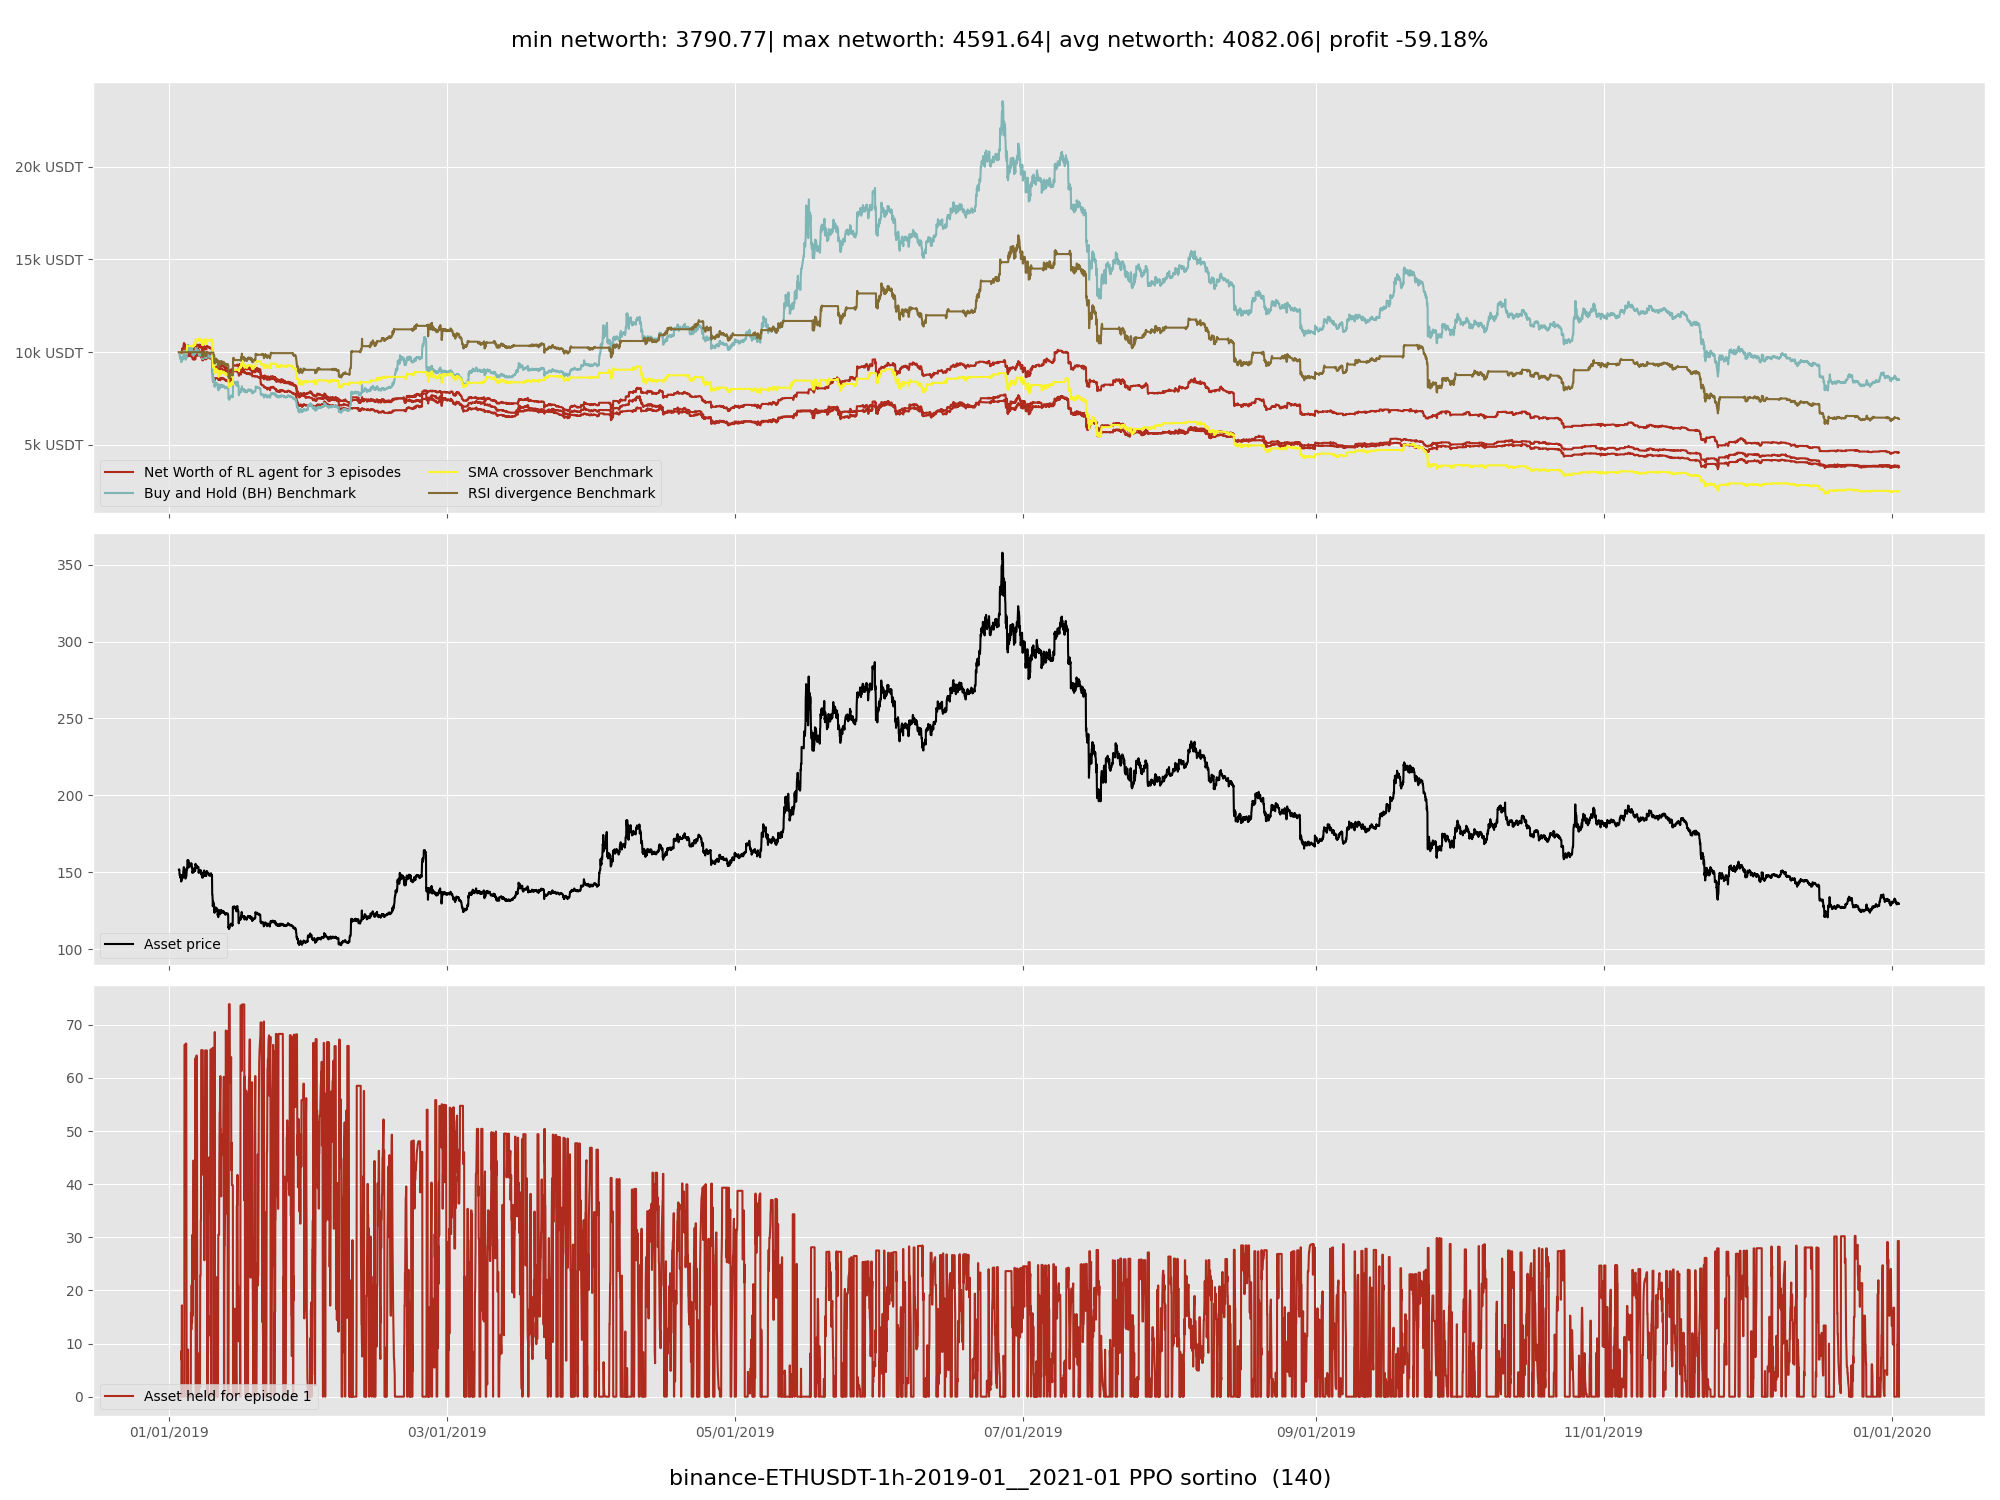 min networth: 3790.77| max networth: 4591.64| avg networth: 4082.06| profit -59.18%
20k USDT
15k USDT
10k USDT
5k USDT
Net Worth of RL agent for 3 episodes
Buy and Hold (BH) Benchmark
SMA crossover Benchmark
RSI divergence Benchmark
350
300
250
200
150
100
Asset price
70
60
50
40
30
20
10
0
Asset held for episode 1
01/01/2019 03/01/2019 05/01/2019 07/01/2019 09/01/2019 11/01/2019 01/01/2020
binance-ETHUSDT-1h-2019-01__2021-01 PPO sortino (140)